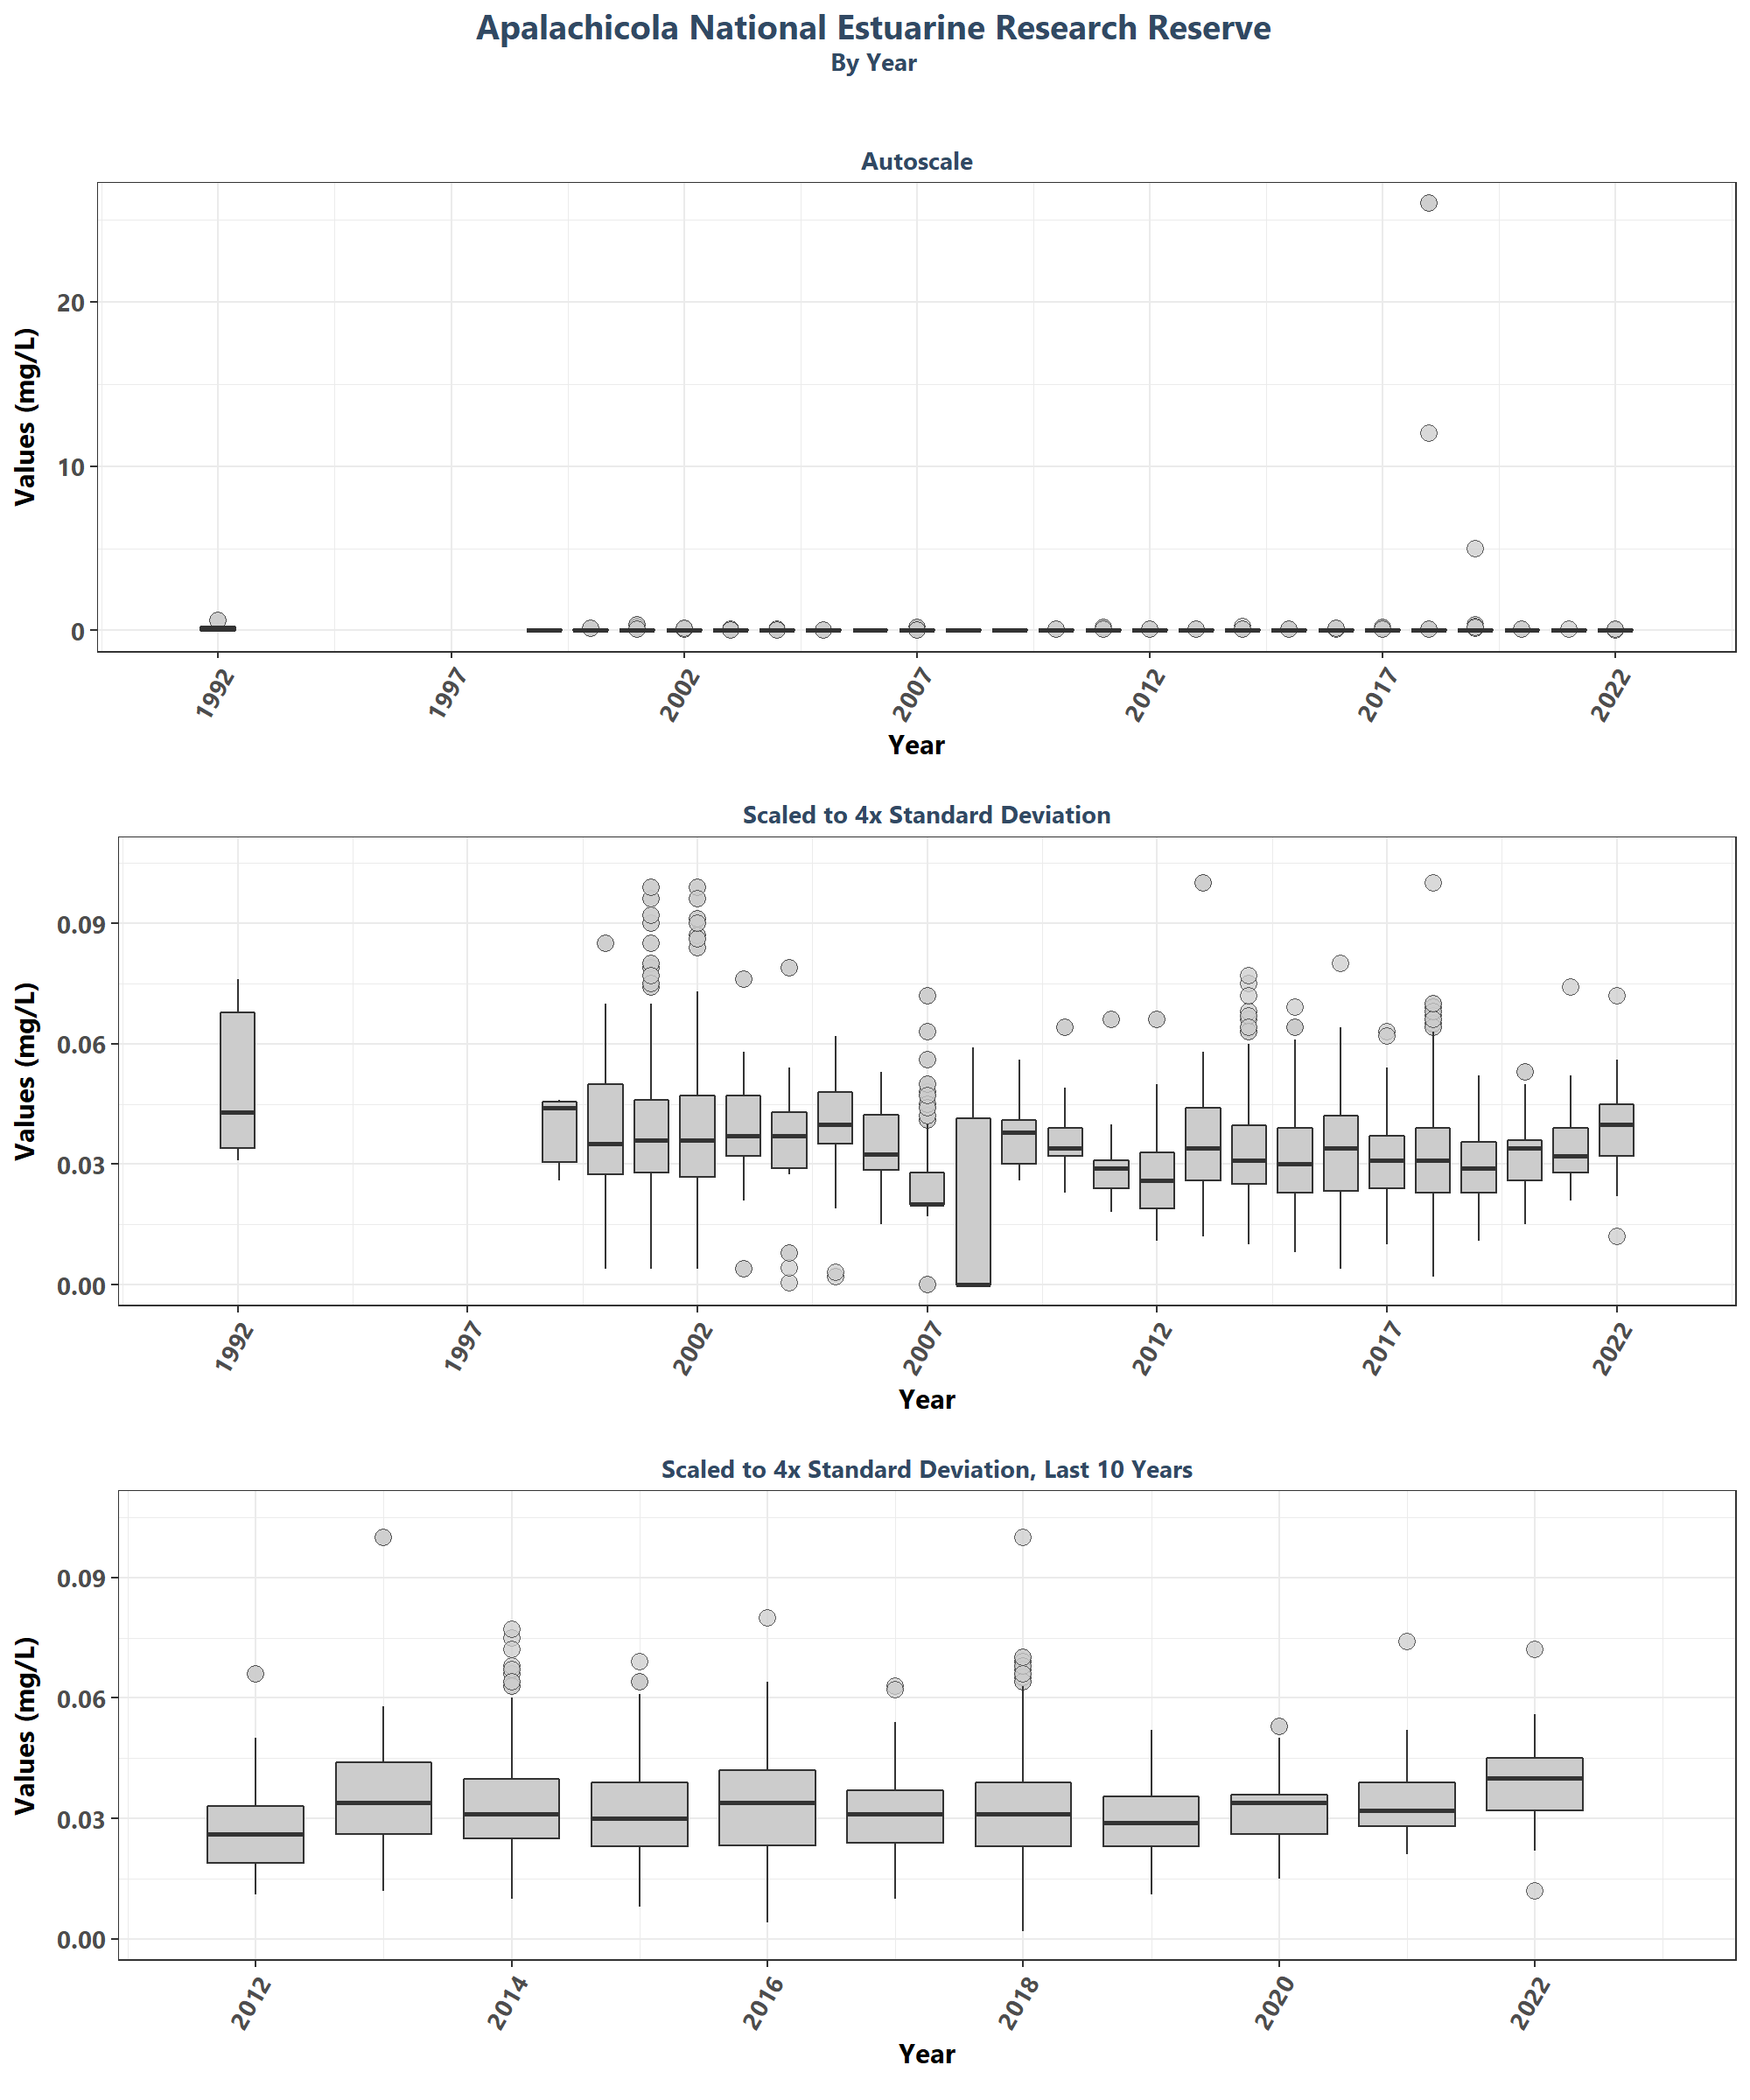 Apalachicola National Estuarine Research Reserve
By Year
Autoscale
Values (mg/L)
20
10
0
1992
1997
2002
2007
2012
2017
2022
Year
Scaled to 4x Standard Deviation
Values (mg/L)
0.09
0.06
0.03
0.00
1992
1997
2002
2007
2012
2017
2022
Year
Scaled to 4x Standard Deviation, Last 10 Years
Values (mg/L)
0.09
0.06
0.03
0.00
2012
2014
2016
2018
2020
2022
Year